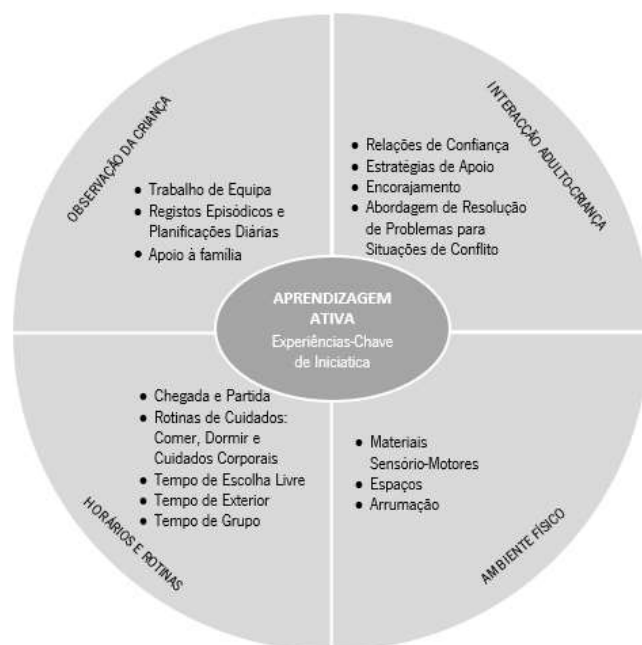 OBSERVAÇÃO DA CRIANÇA
• Trabalho de Equipa
• Registos Episódicos e
Planificações Diárias
• Apoio à família
INTERACÇÃO ADULTO-CRIANÇA
• Relações de Confiança
• Estratégias de Apoio
• Encorajamento
• Abordagem de Resolução
de Problemas para
Situações de Conflito
APRENDIZAGEM
ATIVA
Experiências-Chave
de Iniciatica
HORÁRIOS E ROTINAS
• Chegada e Partida
• Rotinas de Cuidados:
Comer, Dormir e
Cuidados Corporais
• Tempo de Escolha Livre
• Tempo de Exterior
• Tempo de Grupo
• Materiais
Sensório-Motores
• Espaços
• Arrumação
AMBIENTE FÍSICO